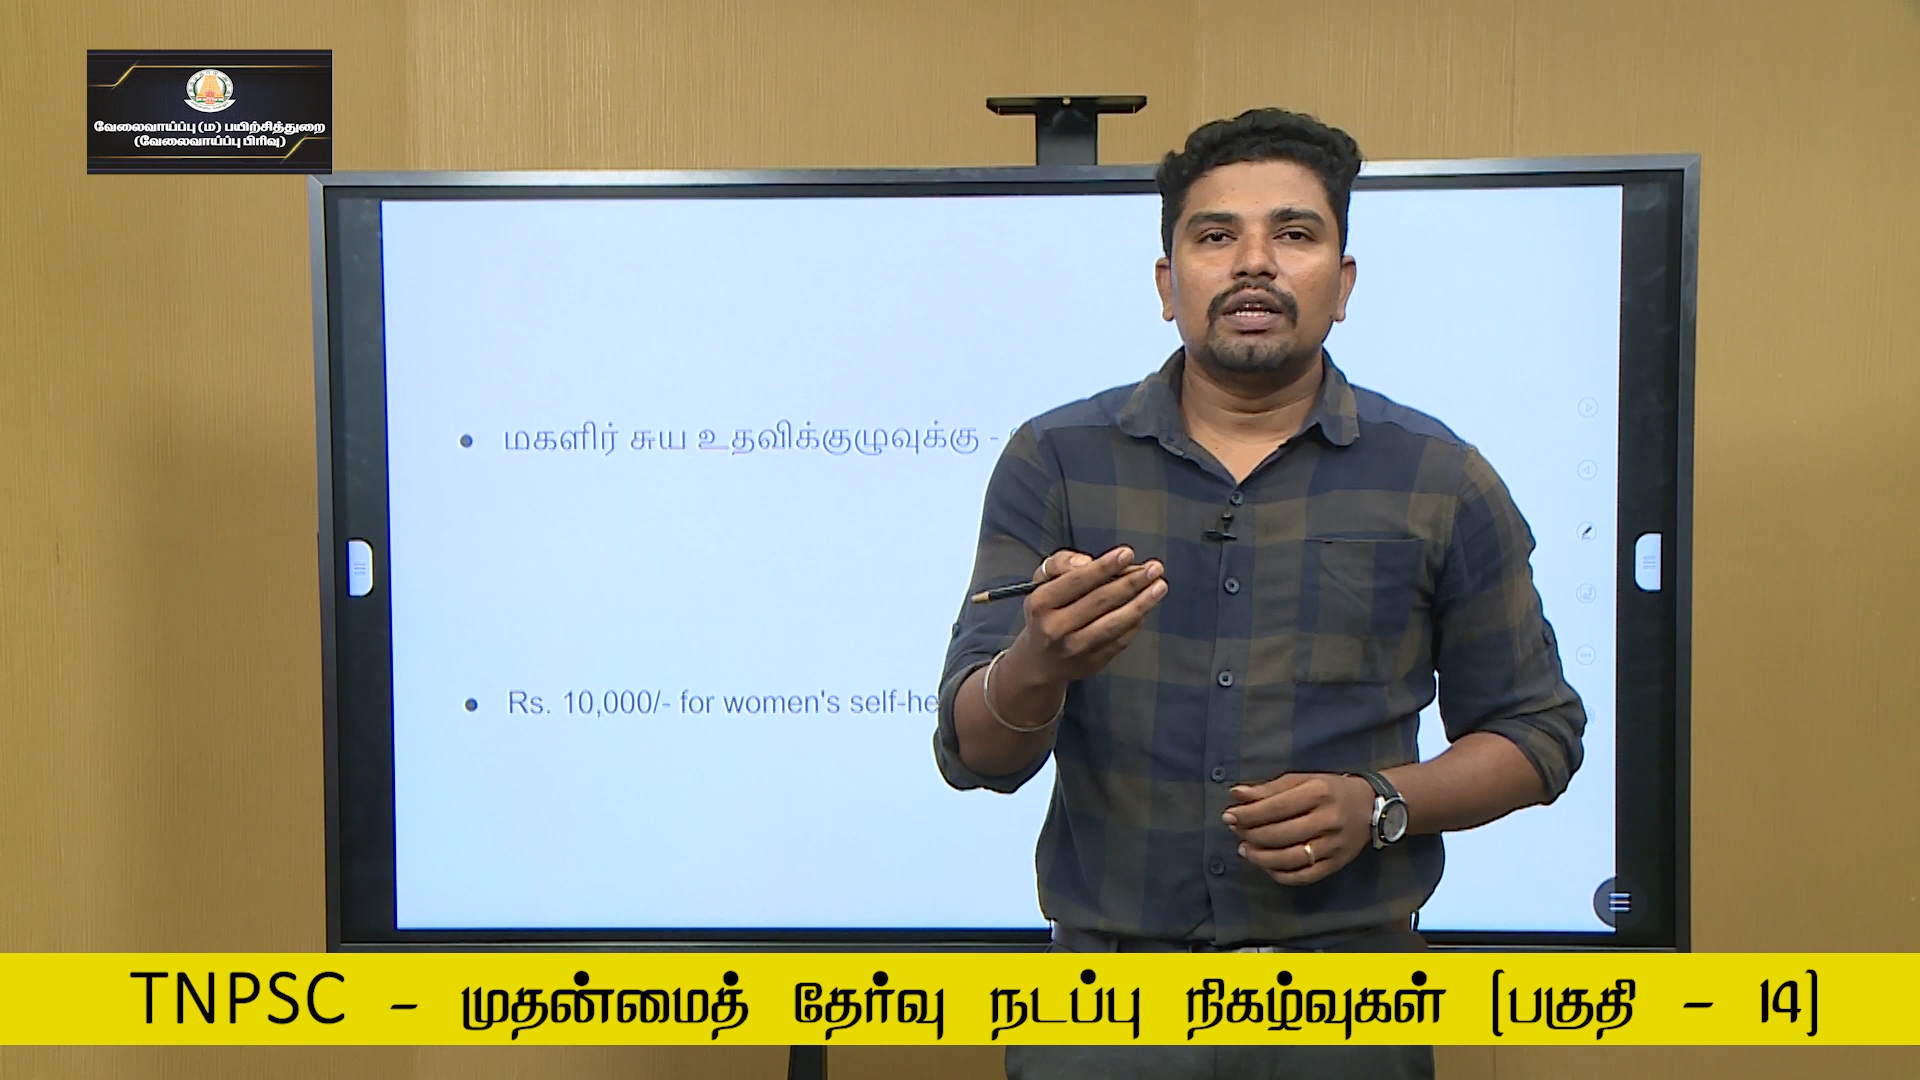 வேலைவாய்ப்பு (ம) பயிற்சித்துறை
(வேலைவாய்ப்பு பிரிவு)
மகளிர் சுய உதவிக்குழுவுக்கு -
Rs. 10,000/- for women's self-he
TNPSC - முதன்மைத் தேர்வு நடப்பு நிகழ்வுகள் (பகுதி - 14)